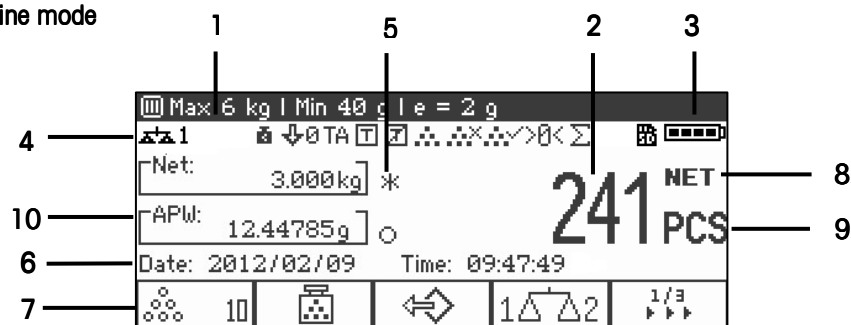 ine mode
1 5 2 3
Max 6 kg | Min 40 g | e = 2 g
4 1 0 TA T T >0< Σ
Net: 3.000kg * NET 8
241
10 APW: 12.44785g PCS 9
6 Date: 2012/02/09 Time: 09:47:49
7 10 1 2 1/3